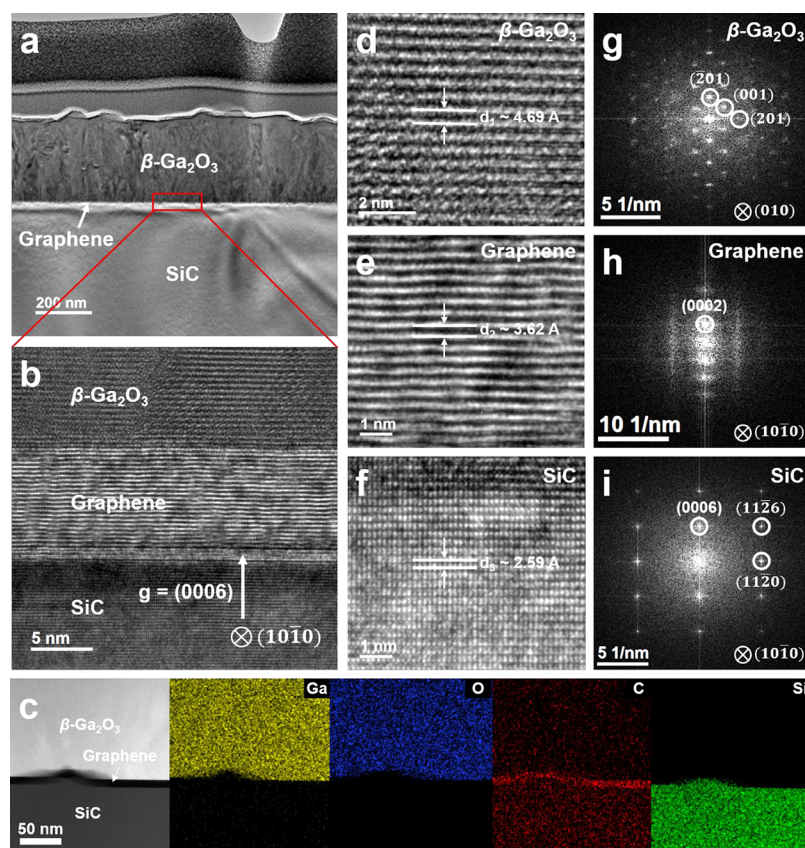 a
β-Ga₂O₃
Graphene
SiC
200 nm
b
β-Ga₂O₃
Graphene
g = (0006)
SiC
⊗(101̄0)
5 nm
c
β-Ga₂O₃
Graphene
SiC
50 nm
Ga
O
C
Si
d
β-Ga₂O₃
d₁ ~ 4.69 A
2 nm
e
Graphene
d₂ ~ 3.62 A
1 nm
f
SiC
d₃ ~ 2.59 A
1 nm
g
β-Ga₂O₃
(2̄01)
(001)
(201)
5 1/nm
⊗(010)
h
Graphene
(0002)
10 1/nm
⊗(101̄0)
i
SiC
(0006)
(112̄6)
(112̄0)
5 1/nm
⊗(101̄0)